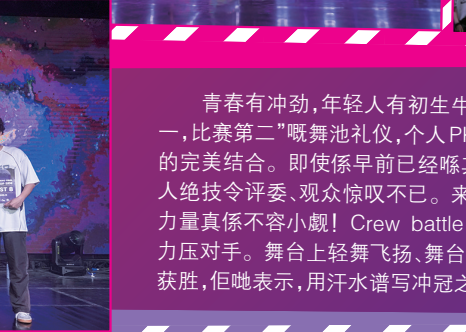 青春有冲劲，年轻人有初生牛
一，比赛第二”嘅舞池礼仪，个人PK
的完美结合。即使係早前已经喺
人绝技令评委、观众惊叹不已。来
力量真係不容小觑！Crew battle
力压对手。舞台上轻舞飞扬、舞台
获胜，佢哋表示，用汗水谱写冲冠之